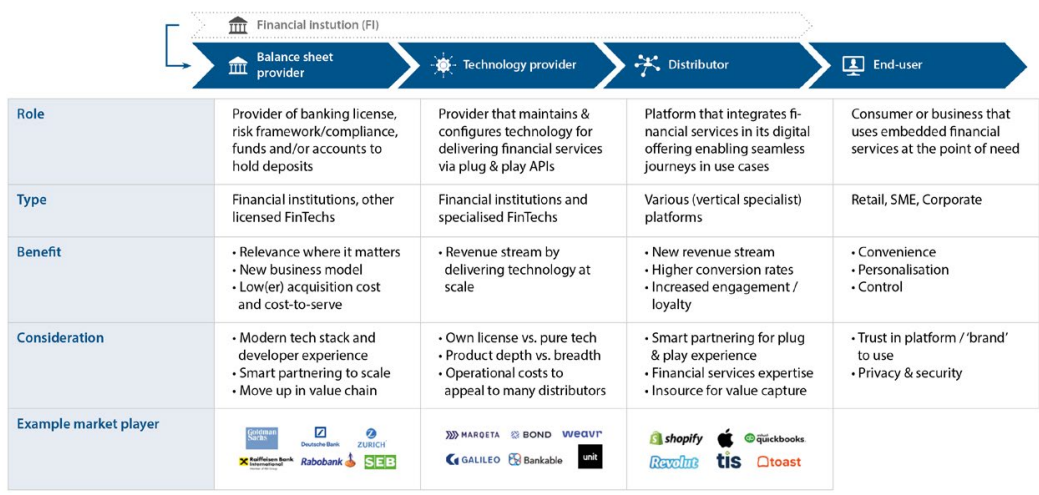 Financial instution (FI)
Balance sheet
provider
Technology provider
Distributor
End-user
Role
Provider of banking license,
risk framework/compliance,
funds and/or accounts to
hold deposits
Provider that maintains &
configures technology for
delivering financial services
via plug & play APIs
Platform that integrates fi-
nancial services in its digital
offering enabling seamless
journeys in use cases
Consumer or business that
uses embedded financial
services at the point of need
Type
Financial institutions, other
licensed FinTechs
Financial institutions and
specialised FinTechs
Various (vertical specialist)
platforms
Retail, SME, Corporate
Benefit
• Relevance where it matters
• New business model
• Low(er) acquisition cost
and cost-to-serve
• Revenue stream by
delivering technology at
scale
• New revenue stream
• Higher conversion rates
• Increased engagement /
loyalty
• Convenience
• Personalisation
• Control
Consideration
• Modern tech stack and
developer experience
• Smart partnering to scale
• Move up in value chain
• Own license vs. pure tech
• Product depth vs. breadth
• Operational costs to
appeal to many distributors
• Smart partnering for plug
& play experience
• Financial services expertise
• Insource for value capture
• Trust in platform / ‘brand’
to use
• Privacy & security
Example market player
Goldman
Sachs
Deutsche Bank
ZURICH
Raiffeisen Bank
International
Rabobank
SEB
MARQETA
BOND
weavr
GALILEO
Bankable
unit
shopify
quickbooks
Revolut
tis
toast